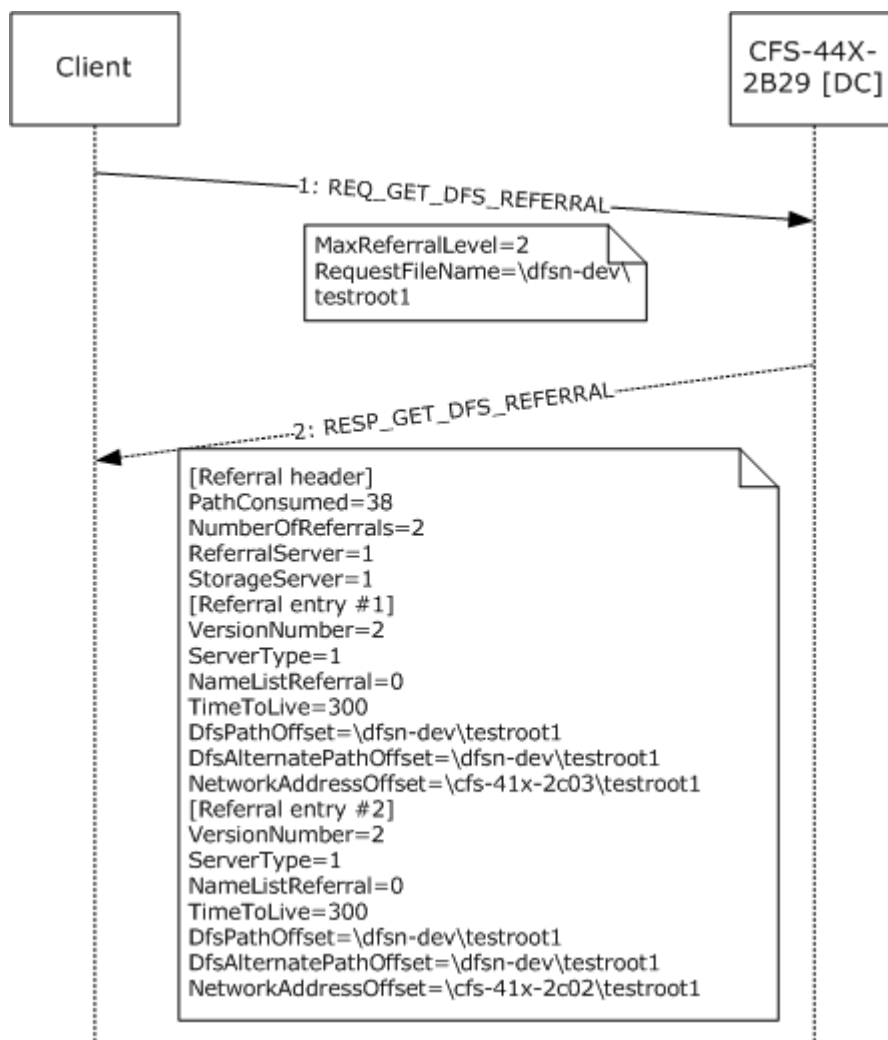 Client
CFS-44X-
2B29 [DC]
1: REQ_GET_DFS_REFERRAL
MaxReferralLevel=2
RequestFileName=\dfsn-dev\
testroot1
2: RESP_GET_DFS_REFERRAL
[Referral header]
PathConsumed=38
NumberOfReferrals=2
ReferralServer=1
StorageServer=1
[Referral entry #1]
VersionNumber=2
ServerType=1
NameListReferral=0
TimeToLive=300
DfsPathOffset=\dfsn-dev\testroot1
DfsAlternatePathOffset=\dfsn-dev\testroot1
NetworkAddressOffset=\cfs-41x-2c03\testroot1
[Referral entry #2]
VersionNumber=2
ServerType=1
NameListReferral=0
TimeToLive=300
DfsPathOffset=\dfsn-dev\testroot1
DfsAlternatePathOffset=\dfsn-dev\testroot1
NetworkAddressOffset=\cfs-41x-2c02\testroot1